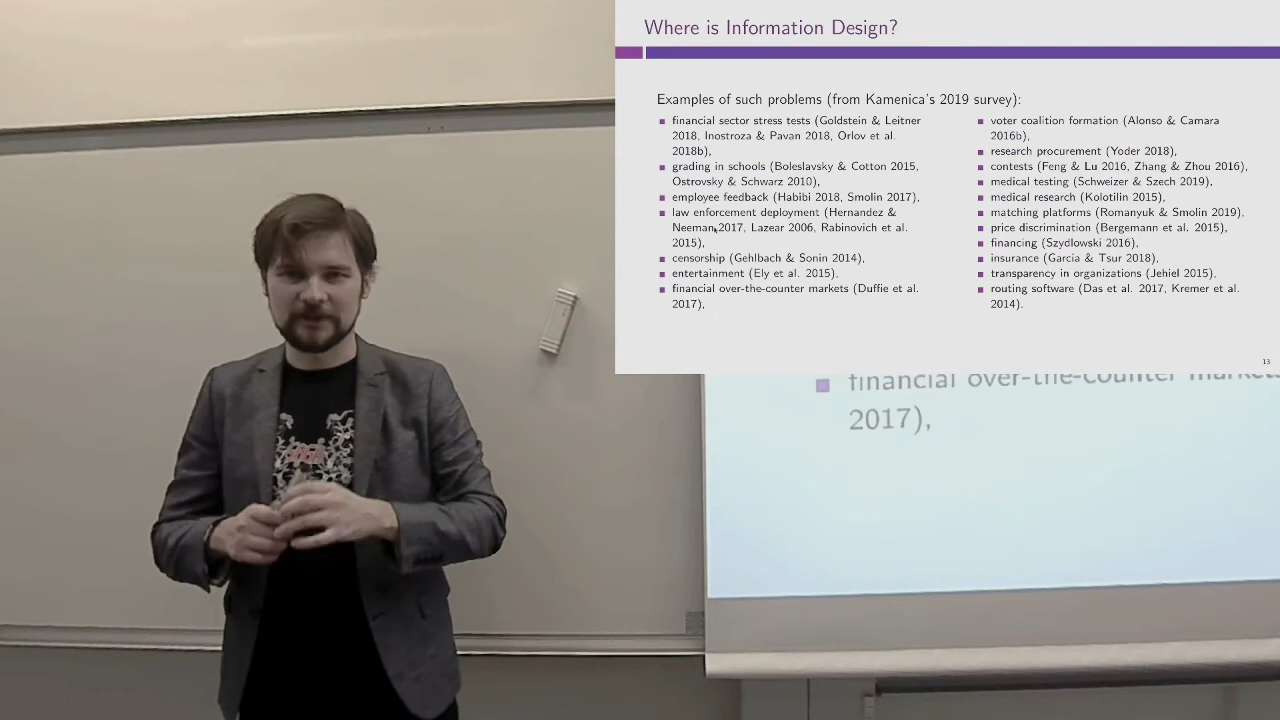 Where is Information Design?
Examples of such problems (from Kamenica's 2019 survey):
financial sector stress tests (Goldstein & Leitner
2018, Inostroza & Pavan 2018, Orlov et al.
2018b),
grading in schools (Boleslavsky & Cotton 2015,
Ostrovsky & Schwarz 2010),
employee feedback (Habibi 2018, Smolin 2017),
law enforcement deployment (Hernandez &
Neeman 2017, Lazear 2006, Rabinovich et al.
2015),
censorship (Gehlbach & Sonin 2014),
entertainment (Ely et al. 2015),
financial over-the-counter markets (Duffie et al.
2017),
voter coalition formation (Alonso & Camara
2016b),
research procurement (Yoder 2018),
contests (Feng & Lu 2016, Zhang & Zhou 2016),
medical testing (Schweizer & Szech 2019),
medical research (Kolotilin 2015),
matching platforms (Romanyuk & Smolin 2019),
price discrimination (Bergemann et al. 2015),
financing (Szydlowski 2016),
insurance (Garcia & Tsur 2018),
transparency in organizations (Jehiel 2015),
routing software (Das et al. 2017, Kremer et al.
2014).
13
financial over-the-counter markets
2017),